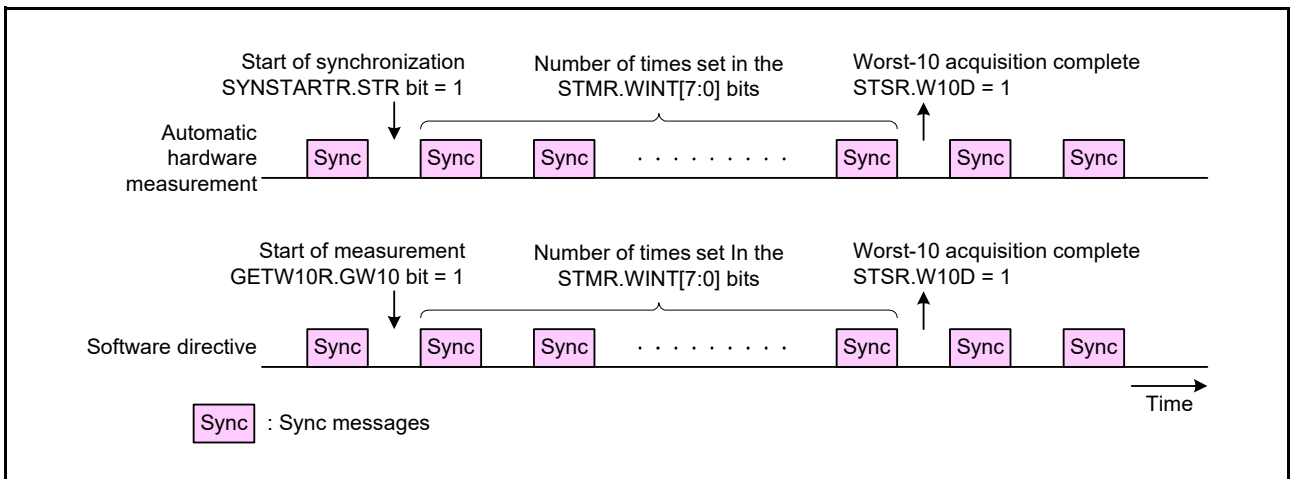 Start of synchronization
SYNSTARTR.STR bit = 1
Number of times set in the
STMR.WINT[7:0] bits
Worst-10 acquisition complete
STSR.W10D = 1
Automatic
hardware
measurement
Sync Sync Sync . . . . . . . . . Sync Sync Sync
Start of measurement
GETW10R.GW10 bit = 1
Number of times set In the
STMR.WINT[7:0] bits
Worst-10 acquisition complete
STSR.W10D = 1
Software directive
Sync Sync Sync . . . . . . . . . Sync Sync Sync
Time
Sync : Sync messages